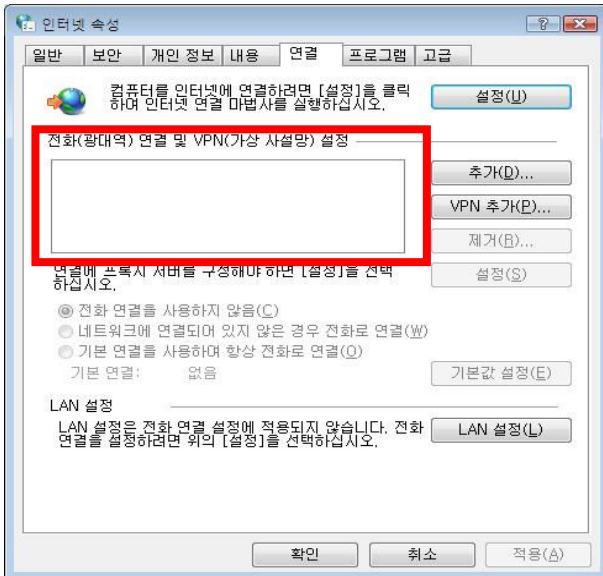 인터넷 속성
일반 보안 개인 정보 내용 연결 프로그램 고급
컴퓨터를 인터넷에 연결하려면 [설정]을 클릭
하여 인터넷 연결 마법사를 실행하십시오.
설정(U)
전화(광대역) 연결 및 VPN(가상 사설망) 설정
추가(D)...
VPN 추가(P)...
제거(R)...
연결에 프록시 서버를 구성해야 하면 [설정]을 선택
하십시오.
설정(S)
전화 연결을 사용하지 않음(C)
네트워크에 연결되어 있지 않은 경우 전화로 연결(W)
기본 연결을 사용하여 항상 전화로 연결(O)
기본 연결: 없음
기본값 설정(E)
LAN 설정
LAN 설정은 전화 연결 설정에 적용되지 않습니다. 전화
연결을 설정하려면 위의 [설정]을 선택하십시오.
LAN 설정(L)
확인 취소 적용(A)